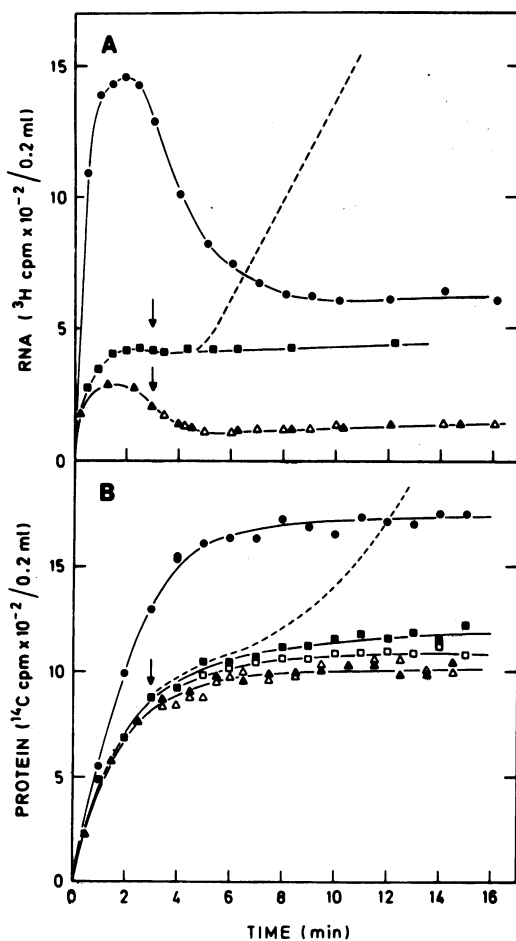 A
15
10
5
0
RNA (³H cpm x 10⁻² / 0.2 ml)
B
15
10
5
0
PROTEIN (¹⁴C cpm x 10⁻² / 0.2 ml)
0 2 4 6 8 10 12 14 16
TIME (min)